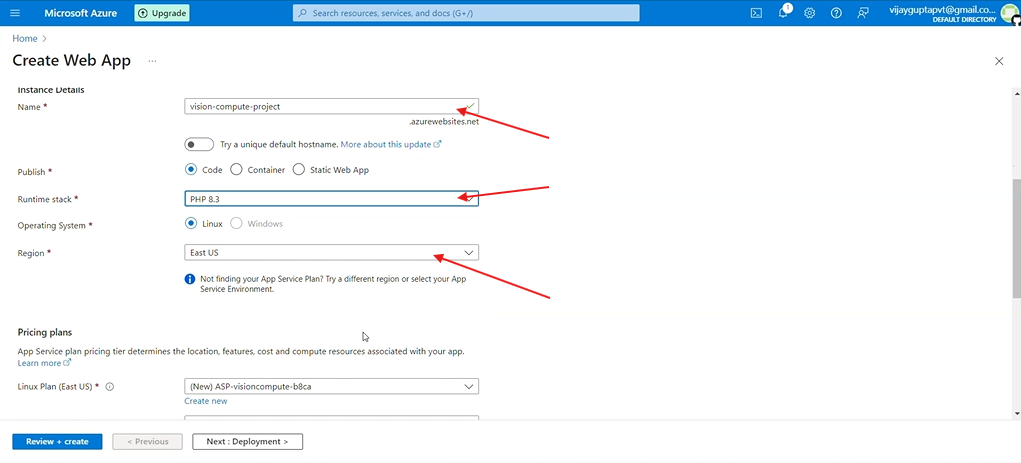 Microsoft Azure
Upgrade
Search resources, services, and docs (G+/)
1
vijayguptapvt@gmail.co...
DEFAULT DIRECTORY
Home >
Create Web App ...
Instance Details
Name *
vision-compute-project
.azurewebsites.net
Try a unique default hostname. More about this update
Publish *
Code
Container
Static Web App
Runtime stack *
PHP 8.3
Operating System *
Linux
Windows
Region *
East US
Not finding your App Service Plan? Try a different region or select your App
Service Environment.
Pricing plans
App Service plan pricing tier determines the location, features, cost and compute resources associated with your app.
Learn more
Linux Plan (East US) *
(New) ASP-visioncompute-b8ca
Create new
Review + create
< Previous
Next : Deployment >